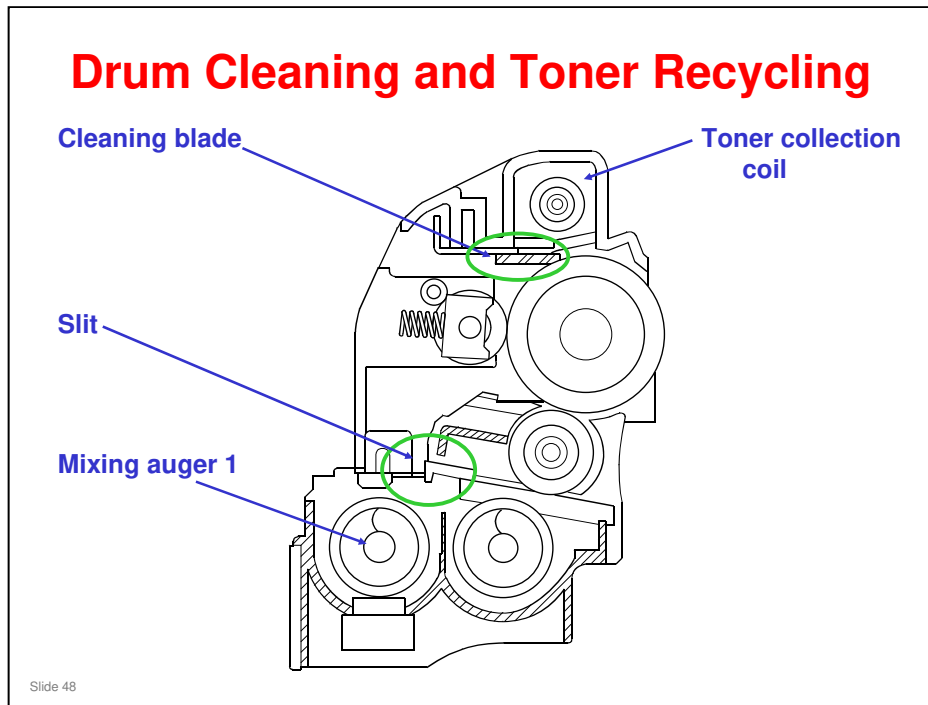 Drum Cleaning and Toner Recycling
Cleaning blade
Toner collection
coil
Slit
Mixing auger 1
Slide 48